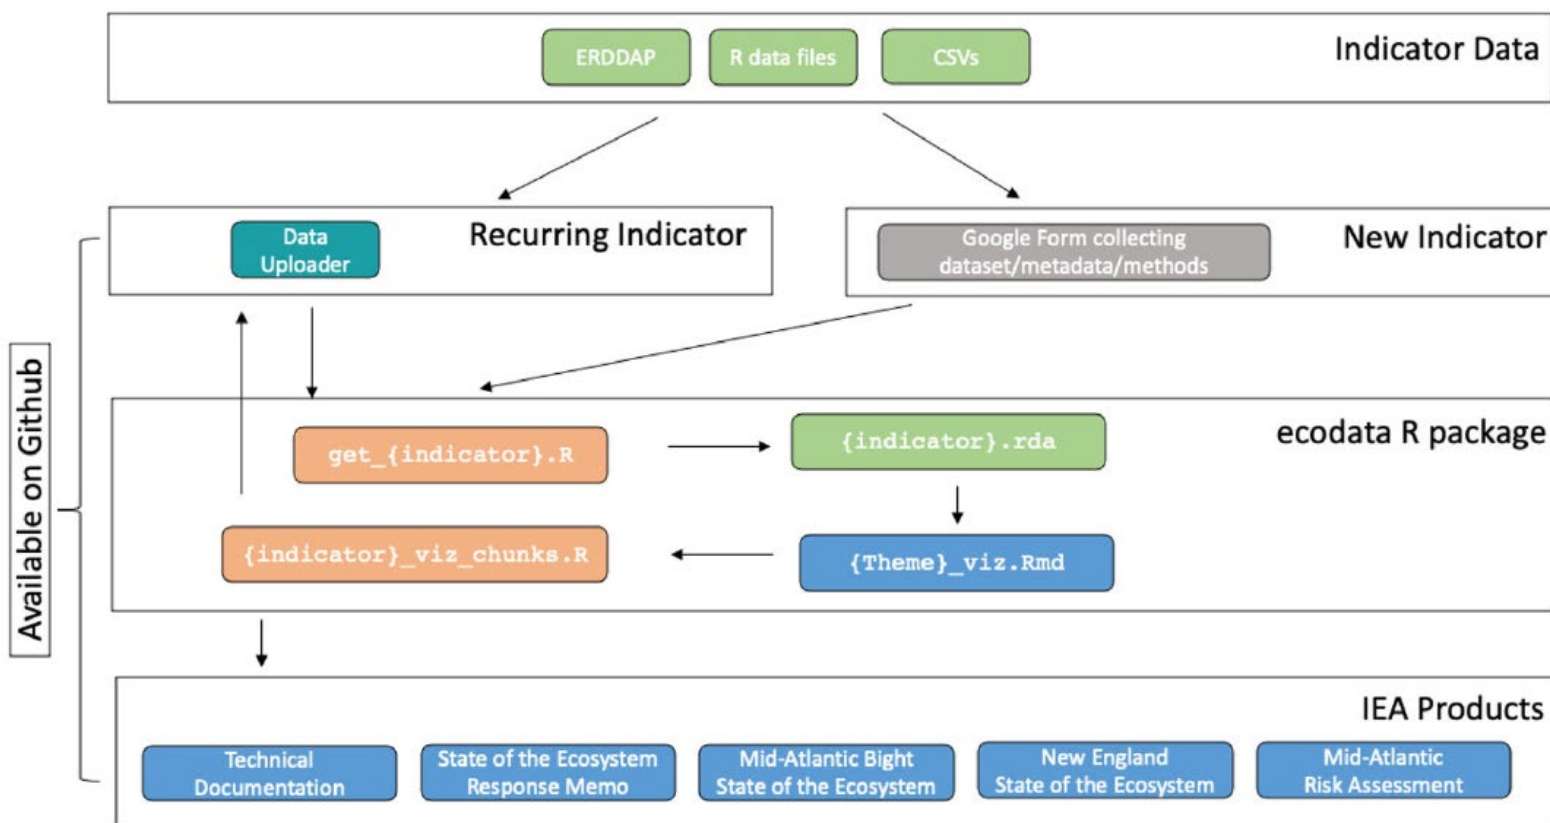 Indicator Data
ERDDAP
R data files
CSVs
Recurring Indicator
Data
Uploader
New Indicator
Google Form collecting
dataset/metadata/methods
Available on Github
ecodata R package
get_{indicator}.R
{indicator}.rda
{indicator}_viz_chunks.R
{Theme}_viz.Rmd
IEA Products
Technical
Documentation
State of the Ecosystem
Response Memo
Mid-Atlantic Bight
State of the Ecosystem
New England
State of the Ecosystem
Mid-Atlantic
Risk Assessment